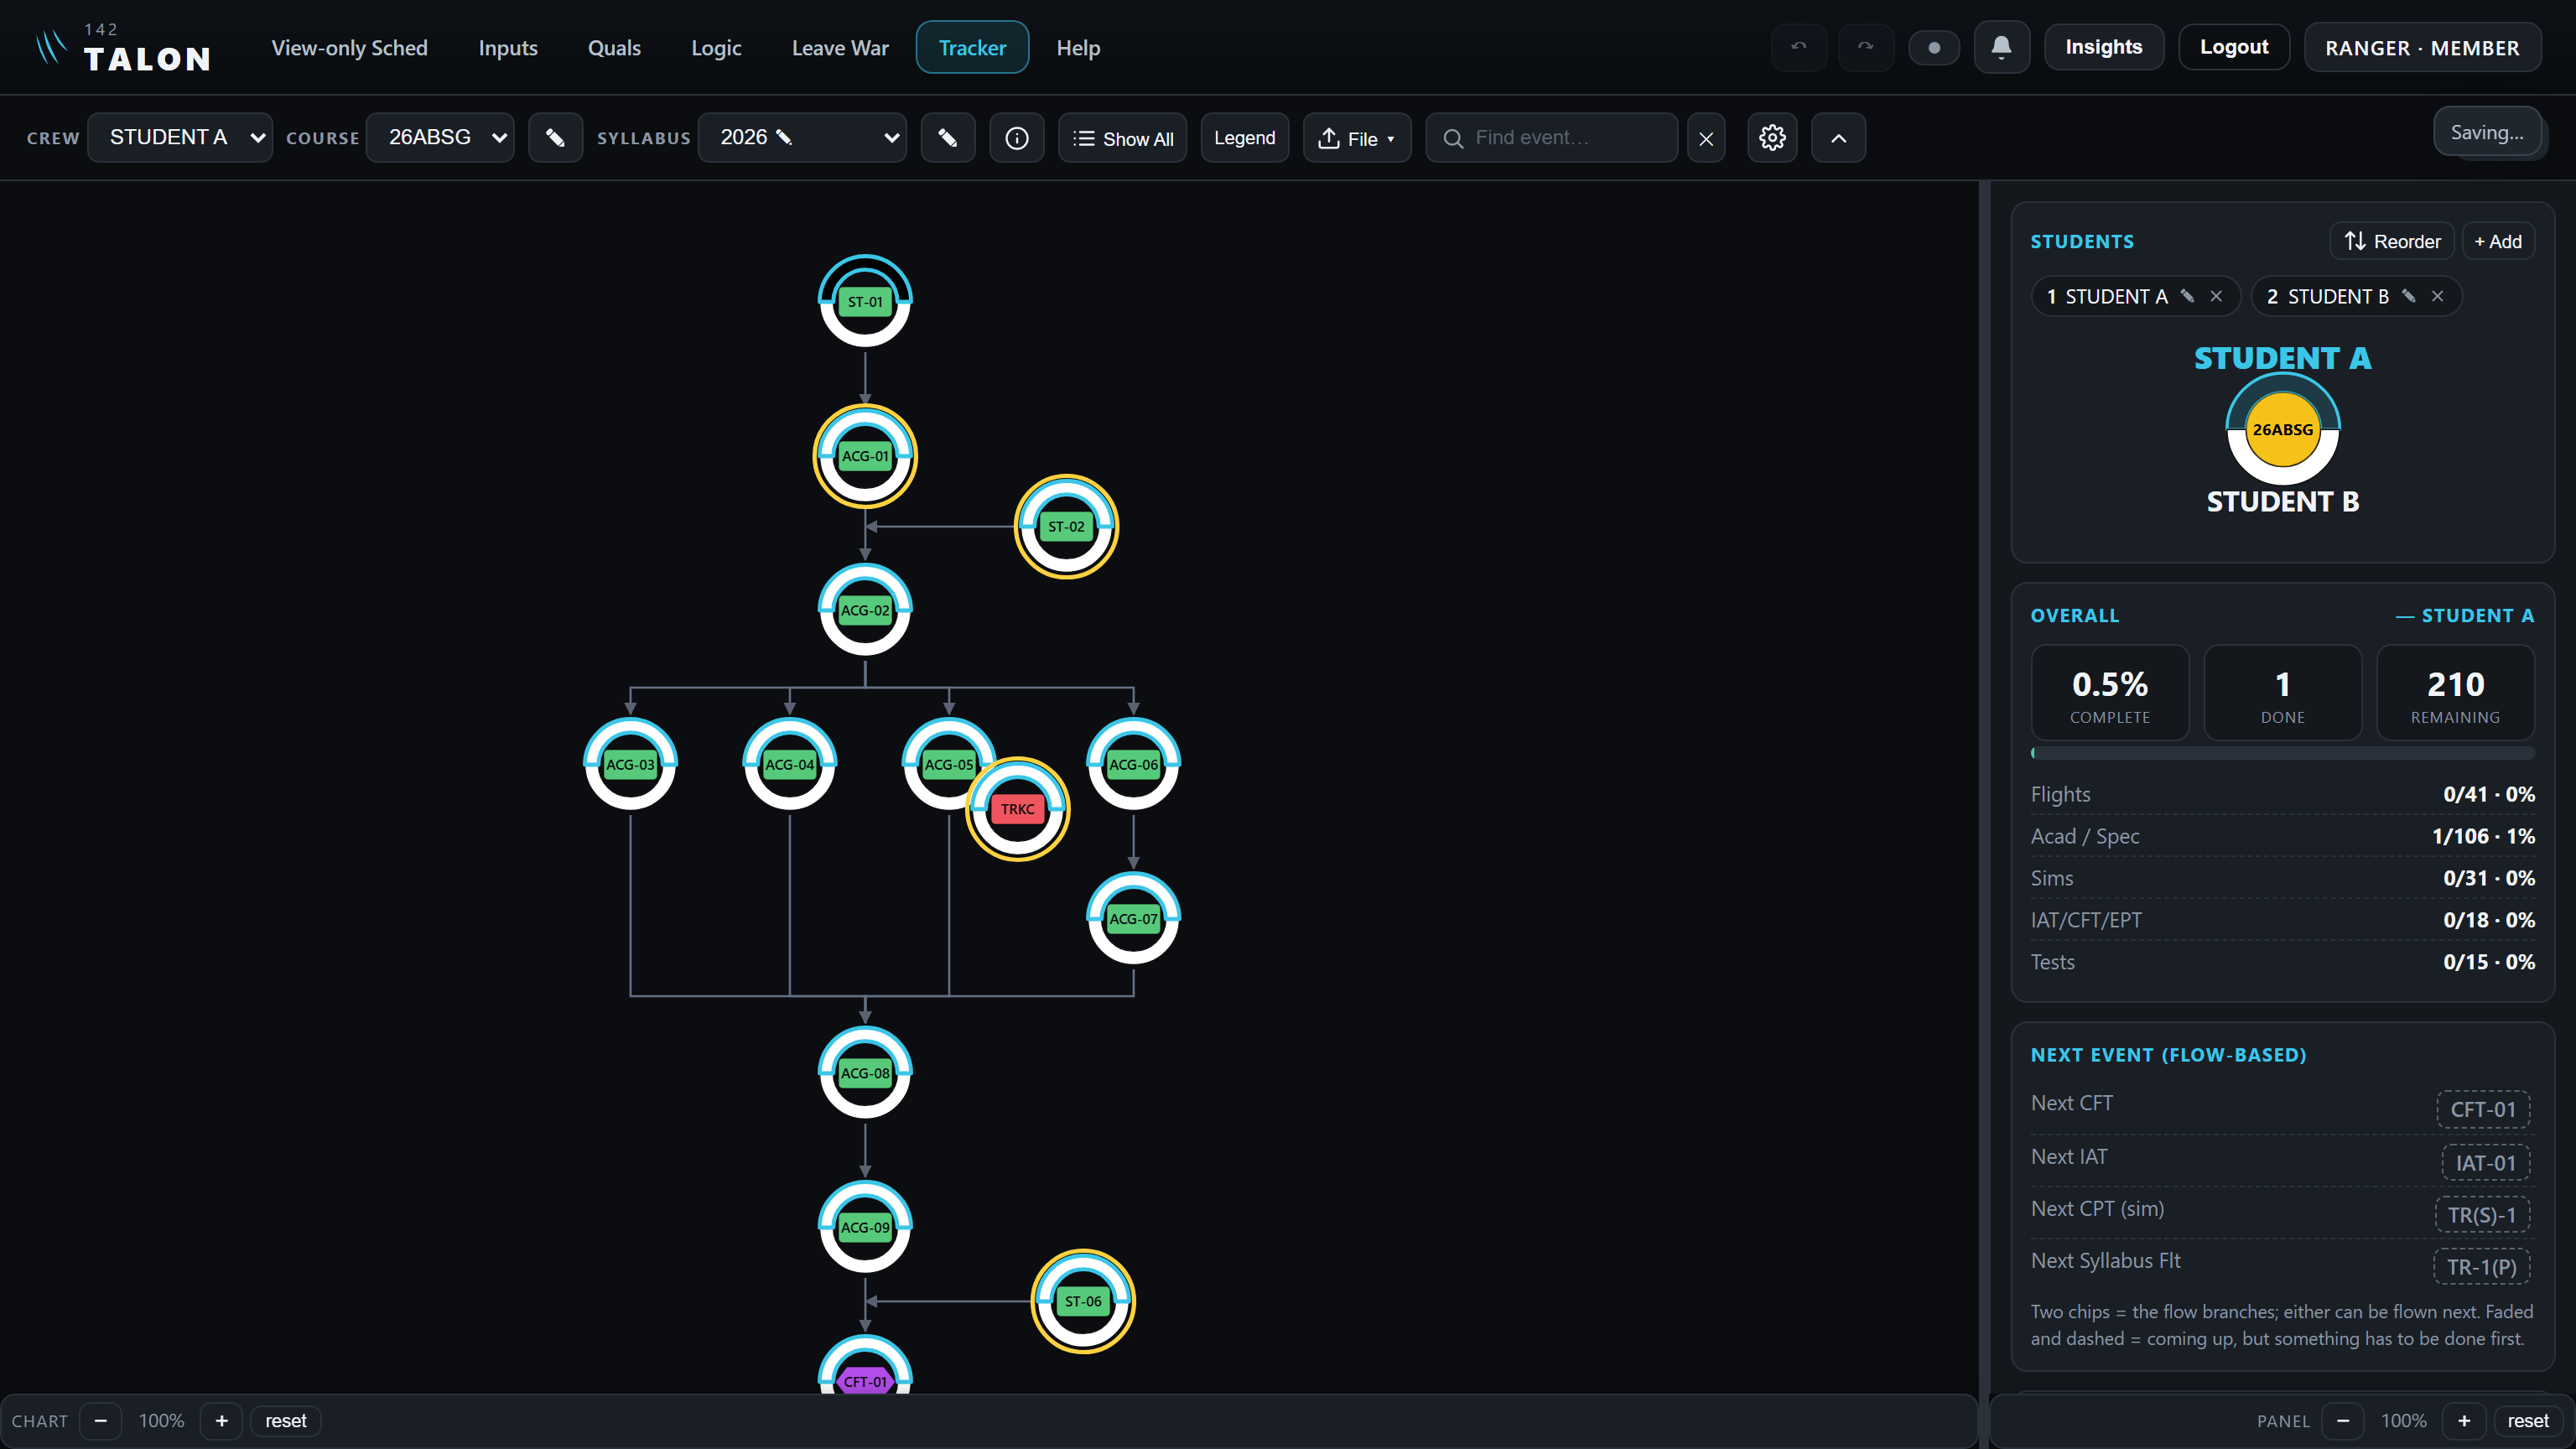 142
TALON
View-only Sched
Inputs
Quals
Logic
Leave War
Tracker
Help
Insights
Logout
RANGER · MEMBER
CREW
STUDENT A
COURSE
26ABSG
SYLLABUS
2026
Show All
Legend
File
Find event…
Saving…
ST-01
ACG-01
ST-02
ACG-02
ACG-03
ACG-04
ACG-05
ACG-06
TRKC
ACG-07
ACG-08
ACG-09
ST-06
CFT-01
STUDENTS
Reorder
+ Add
1 STUDENT A
2 STUDENT B
STUDENT A
26ABSG
STUDENT B
OVERALL
— STUDENT A
0.5%
COMPLETE
1
DONE
210
REMAINING
Flights 0/41 · 0%
Acad / Spec 1/106 · 1%
Sims 0/31 · 0%
IAT/CFT/EPT 0/18 · 0%
Tests 0/15 · 0%
NEXT EVENT (FLOW-BASED)
Next CFT CFT-01
Next IAT IAT-01
Next CPT (sim) TR(S)-1
Next Syllabus Flt TR-1(P)
Two chips = the flow branches; either can be flown next. Faded
and dashed = coming up, but something has to be done first.
CHART − 100% + reset
PANEL − 100% + reset